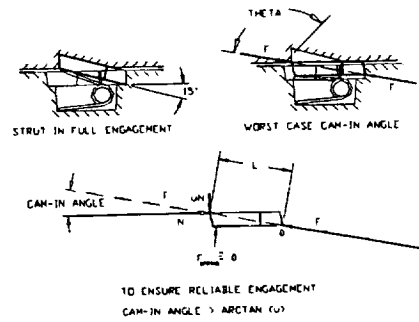 THETA
F
F
15°
STRUT IN FULL ENGAGEMENT
WORST CASE CAM-IN ANGLE
L
CAM-IN ANGLE
F
uN
N
F
0
TO ENSURE RELIABLE ENGAGEMENT
CAM-IN ANGLE > ARCTAN (u)